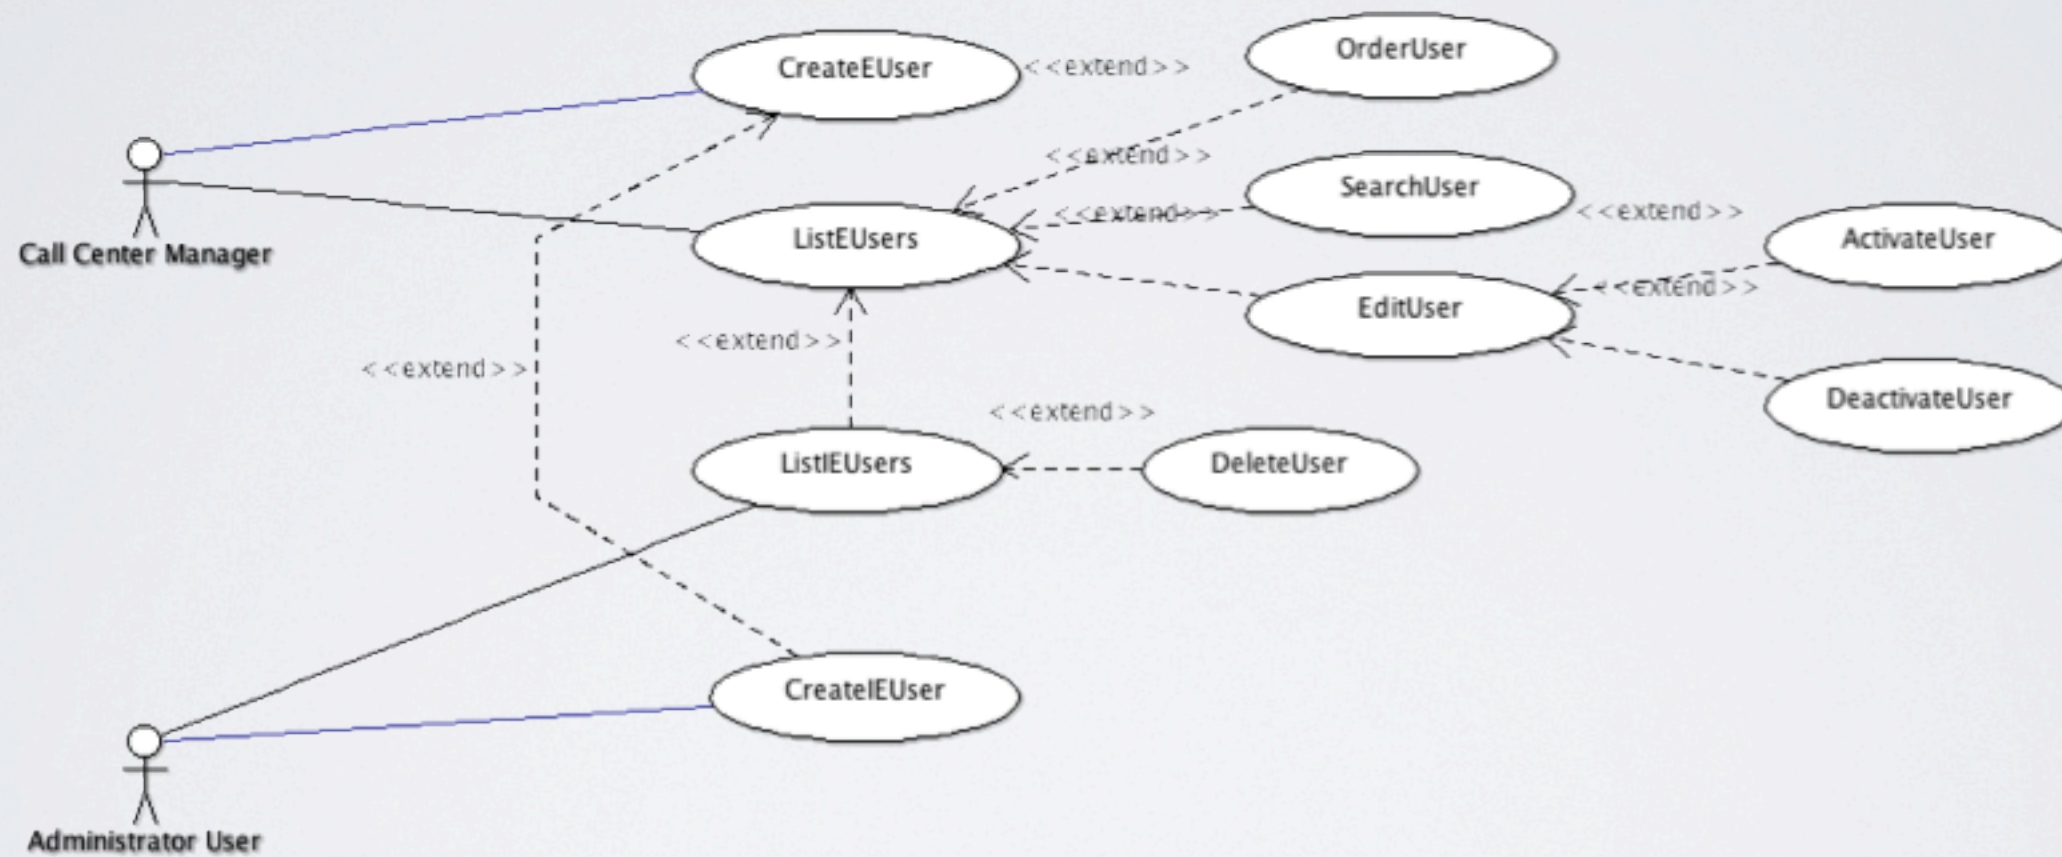 OrderUser
CreateEUser
<<extend>>
<<extend>>
SearchUser
<<extend>>
<<extend>>
ListEUsers
ActivateUser
Call Center Manager
<<extend>>
EditUser
<<extend>>
<<extend>>
DeactivateUser
<<extend>>
ListIEUsers
DeleteUser
CreateIEUser
Administrator User